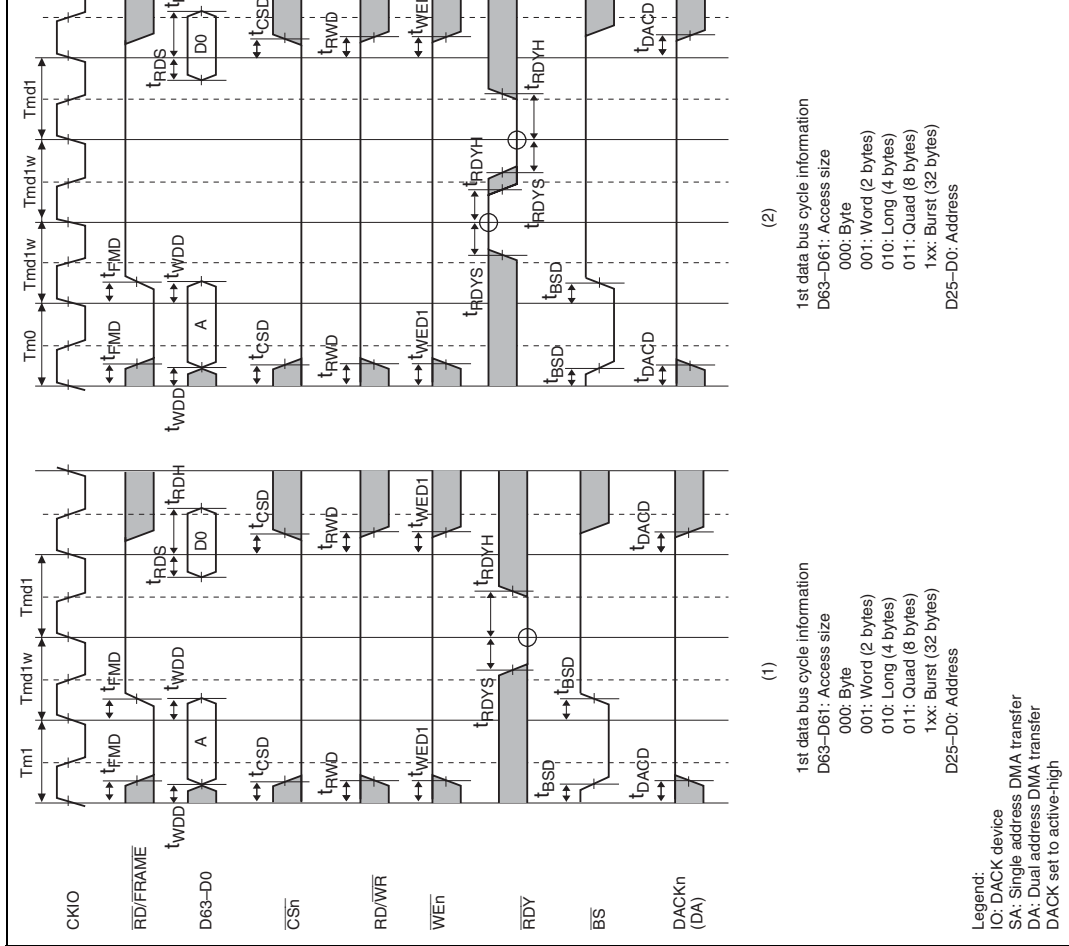 Tm1 Tmd1w Tmd1
Tm0 Tmd1w Tmd1w Tmd1
CKIO
RD/FRAME
tFMD tFMD
tFMD tFMD
D63–D0
tWDD A tWDD tRDS D0 tRDH
tWDD A tWDD tRDS D0
CSn
tCSD tCSD
tCSD tCSD
RD/WR
tRWD tRWD
tRWD tRWD
WEn
tWED1 tWED1
tWED1
RDY
tRDYS tRDYH
tRDYS tRDYH tRDYS tRDYH
BS
tBSD tBSD
tBSD tBSD
DACKn
(DA)
tDACD tDACD
tDACD tDACD
(1)
1st data bus cycle information
D63–D61: Access size
000: Byte
001: Word (2 bytes)
010: Long (4 bytes)
011: Quad (8 bytes)
1xx: Burst (32 bytes)
D25–D0: Address
(2)
1st data bus cycle information
D63–D61: Access size
000: Byte
001: Word (2 bytes)
010: Long (4 bytes)
011: Quad (8 bytes)
1xx: Burst (32 bytes)
D25–D0: Address
Legend:
IO: DACK device
SA: Single address DMA transfer
DA: Dual address DMA transfer
DACK set to active-high